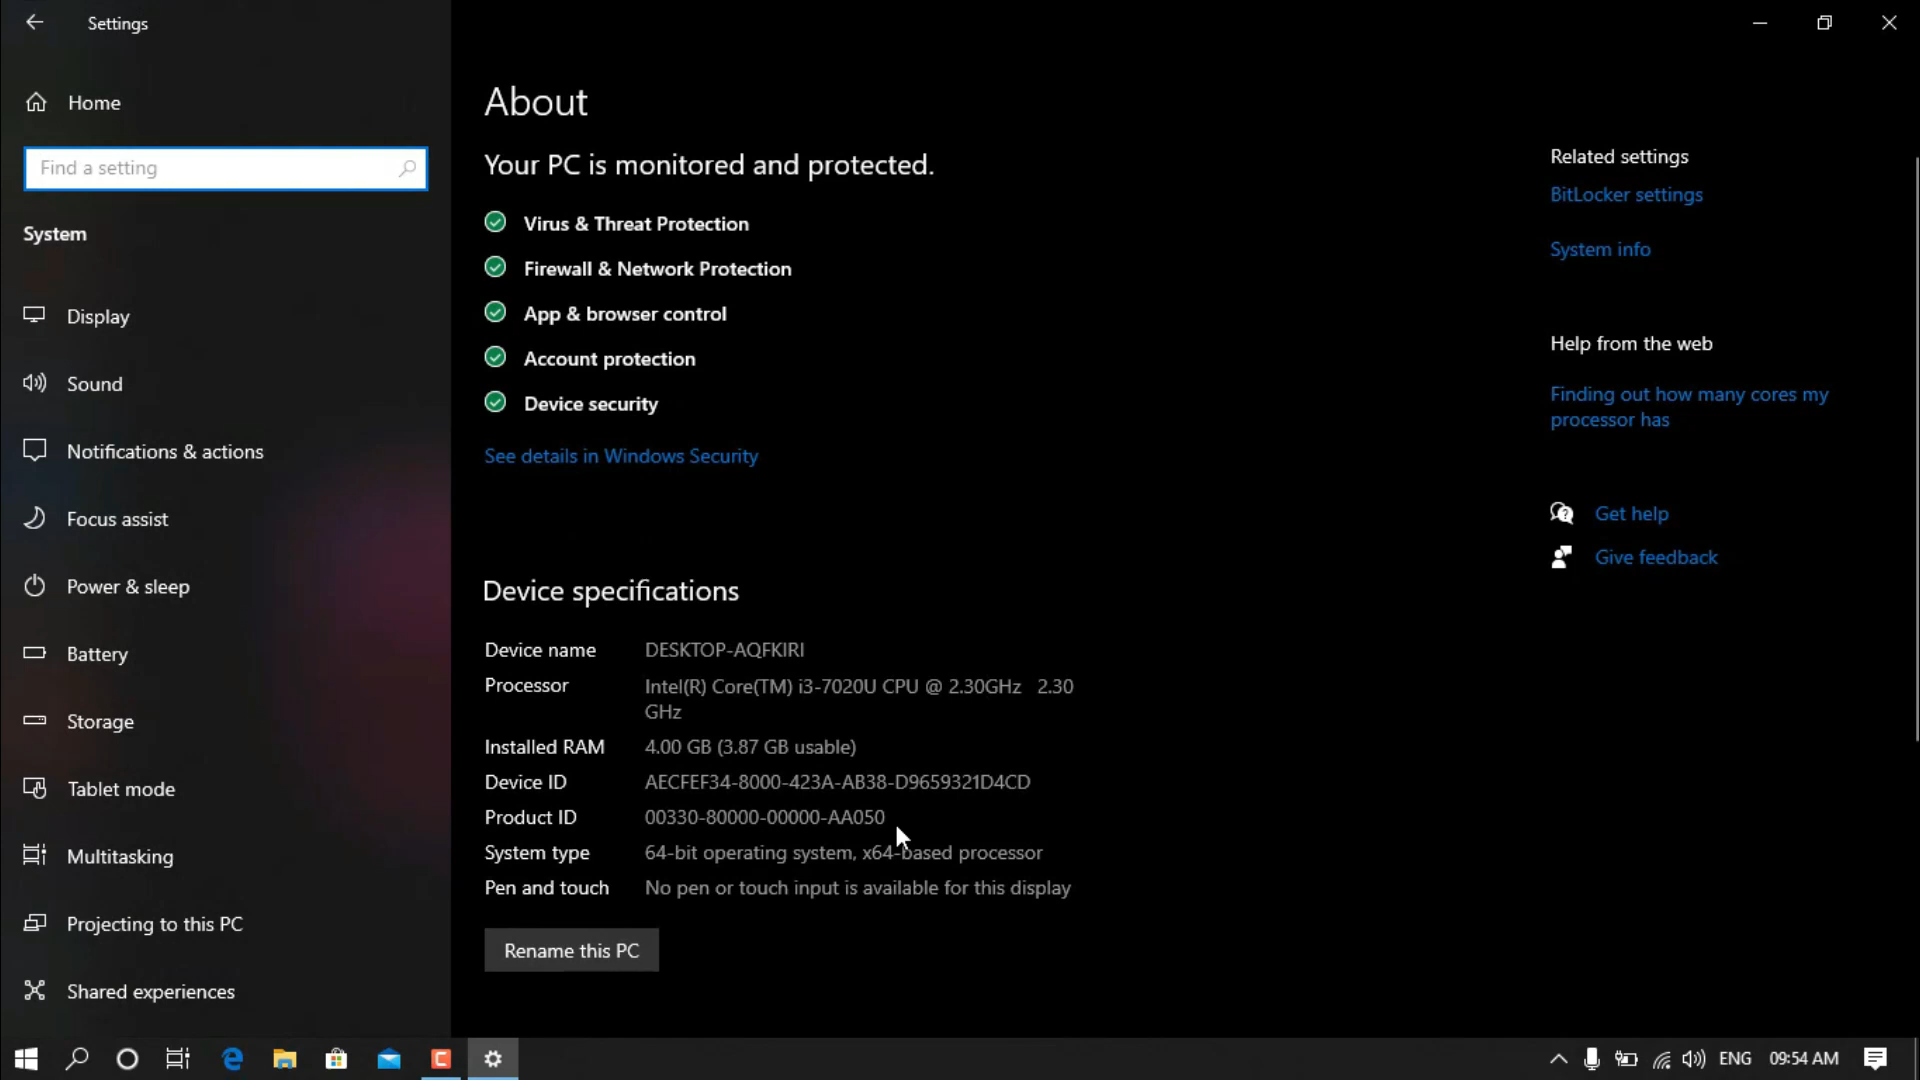 Settings
Home
Find a setting
System
Display
Sound
Notifications & actions
Focus assist
Power & sleep
Battery
Storage
Tablet mode
Multitasking
Projecting to this PC
Shared experiences
About
Your PC is monitored and protected.
Virus & Threat Protection
Firewall & Network Protection
App & browser control
Account protection
Device security
See details in Windows Security
Device specifications
Device name DESKTOP-AQFKIRI
Processor Intel(R) Core(TM) i3-7020U CPU @ 2.30GHz 2.30
GHz
Installed RAM 4.00 GB (3.87 GB usable)
Device ID AECFEF34-8000-423A-AB38-D9659321D4CD
Product ID 00330-80000-00000-AA050
System type 64-bit operating system, x64-based processor
Pen and touch No pen or touch input is available for this display
Rename this PC
Related settings
BitLocker settings
System info
Help from the web
Finding out how many cores my
processor has
Get help
Give feedback
C
ENG 09:54 AM